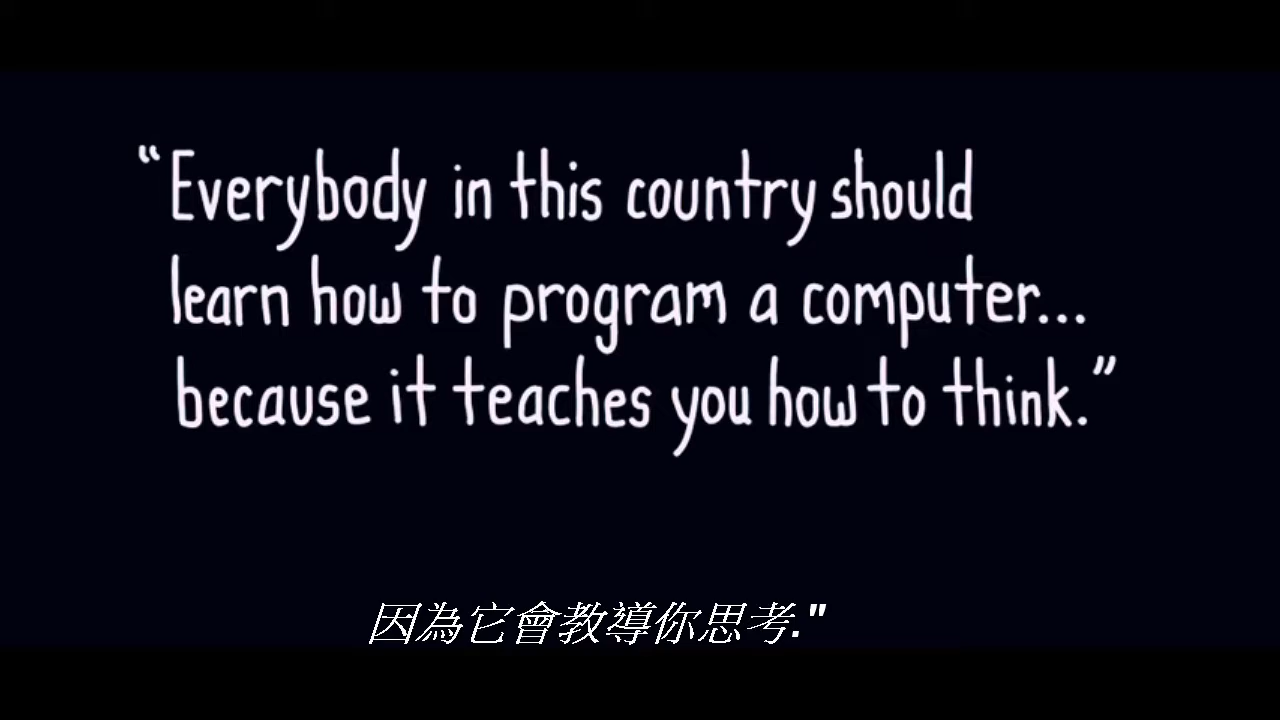 “Everybody in this country should
learn how to program a computer...
because it teaches you how to think.”
因為它會教導你思考."